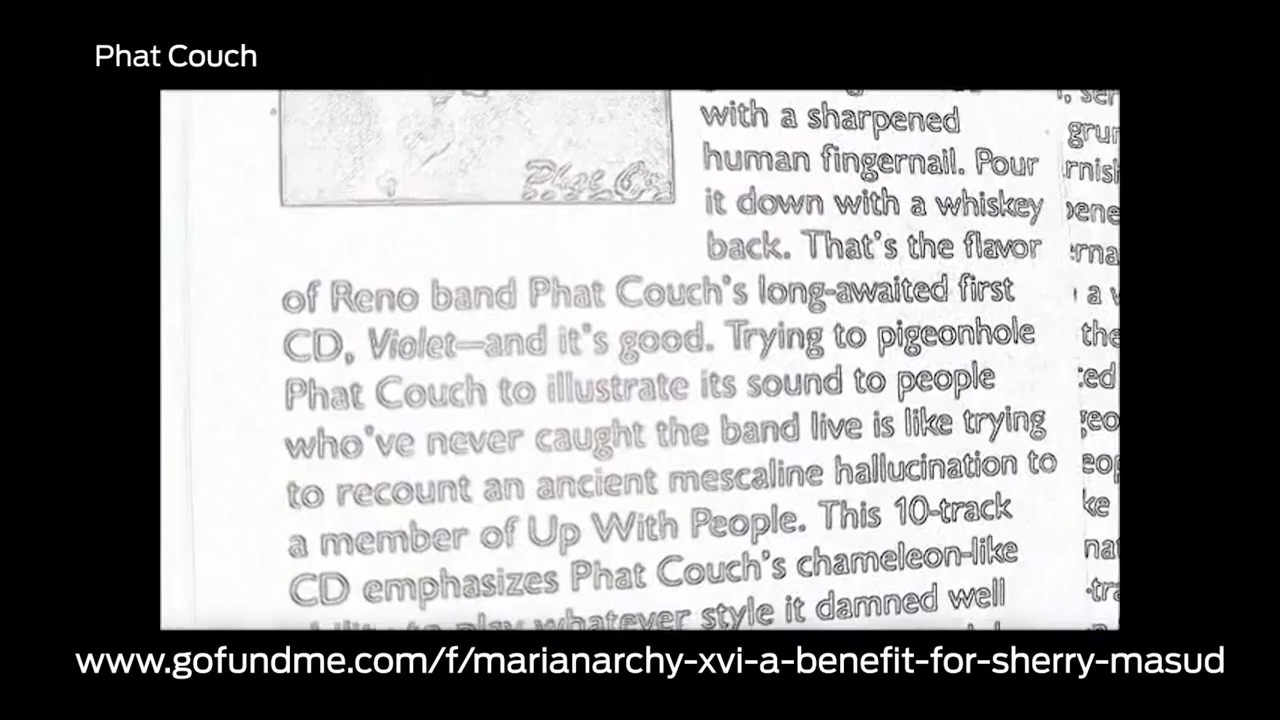 Phat Couch
with a sharpened
human fingernail. Pour
it down with a whiskey
back. That's the flavor
of Reno band Phat Couch's long-awaited first
CD, Violet—and it's good. Trying to pigeonhole
Phat Couch to illustrate its sound to people
who've never caught the band live is like trying
to recount an ancient mescaline hallucination to
a member of Up With People. This 10-track
CD emphasizes Phat Couch's chameleon-like
to play whatever style it damned well
www.gofundme.com/f/marianarchy-xvi-a-benefit-for-sherry-masud